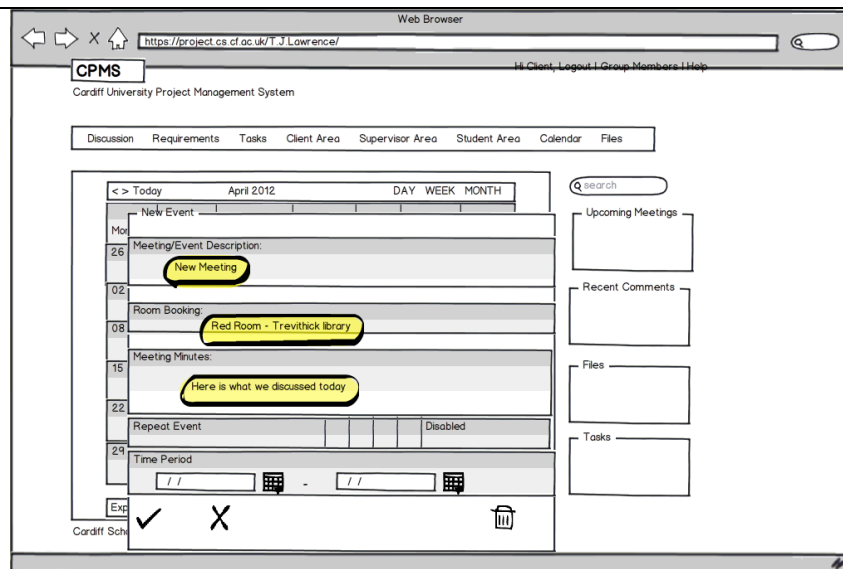 Web Browser
https://project.cs.cf.ac.uk/T.J.Lawrence/
CPMS
Hi Client, Logout | Group Members | Help
Cardiff University Project Management System
Discussion Requirements Tasks Client Area Supervisor Area Student Area Calendar Files
search
< > Today April 2012 DAY WEEK MONTH
New Event
Upcoming Meetings
Mon
Meeting/Event Description:
26
New Meeting
02
Recent Comments
Room Booking:
08
Red Room - Trevithick library
Meeting Minutes:
15
Files
Here is what we discussed today
22
Repeat Event Disabled
Tasks
29
Time Period
/ / - / /
Exp
Cardiff Scho